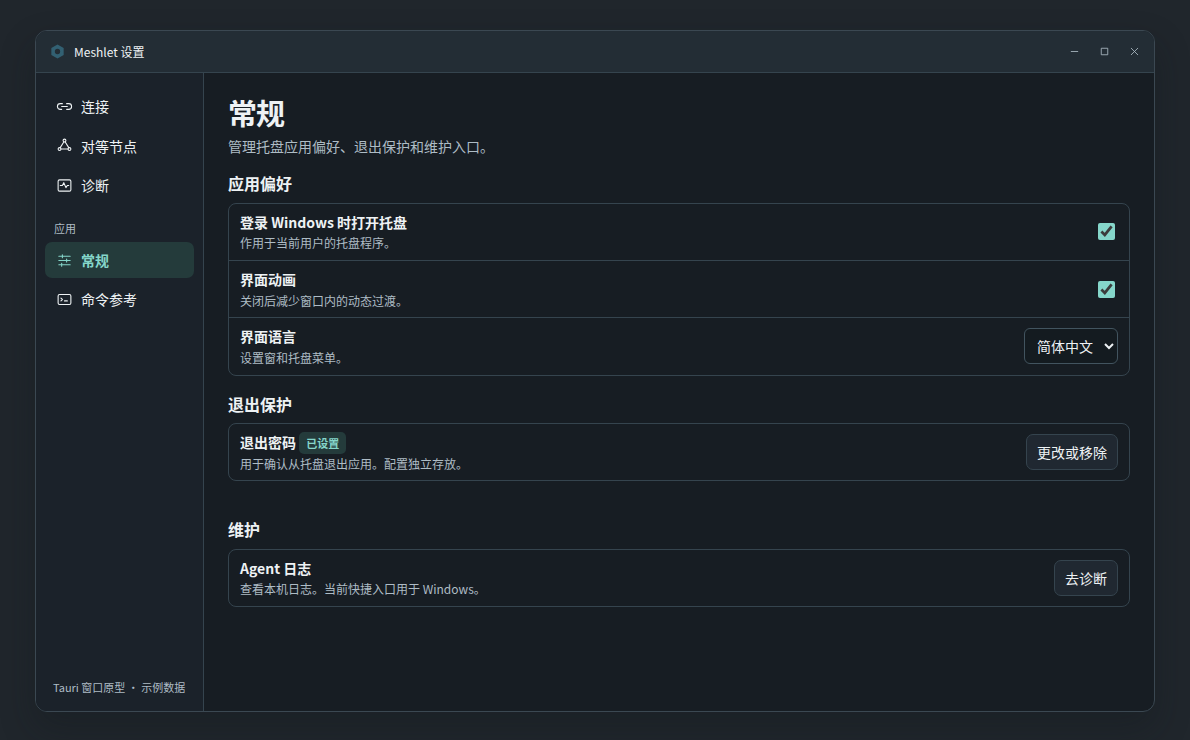 Meshlet 设置
连接
对等节点
诊断
应用
常规
命令参考
Tauri 窗口原型 · 示例数据
常规
管理托盘应用偏好、退出保护和维护入口。
应用偏好
登录 Windows 时打开托盘
作用于当前用户的托盘程序。
界面动画
关闭后减少窗口内的动态过渡。
界面语言
设置窗和托盘菜单。
简体中文
退出保护
退出密码 已设置
用于确认从托盘退出应用。配置独立存放。
更改或移除
维护
Agent 日志
查看本机日志。当前快捷入口用于 Windows。
去诊断